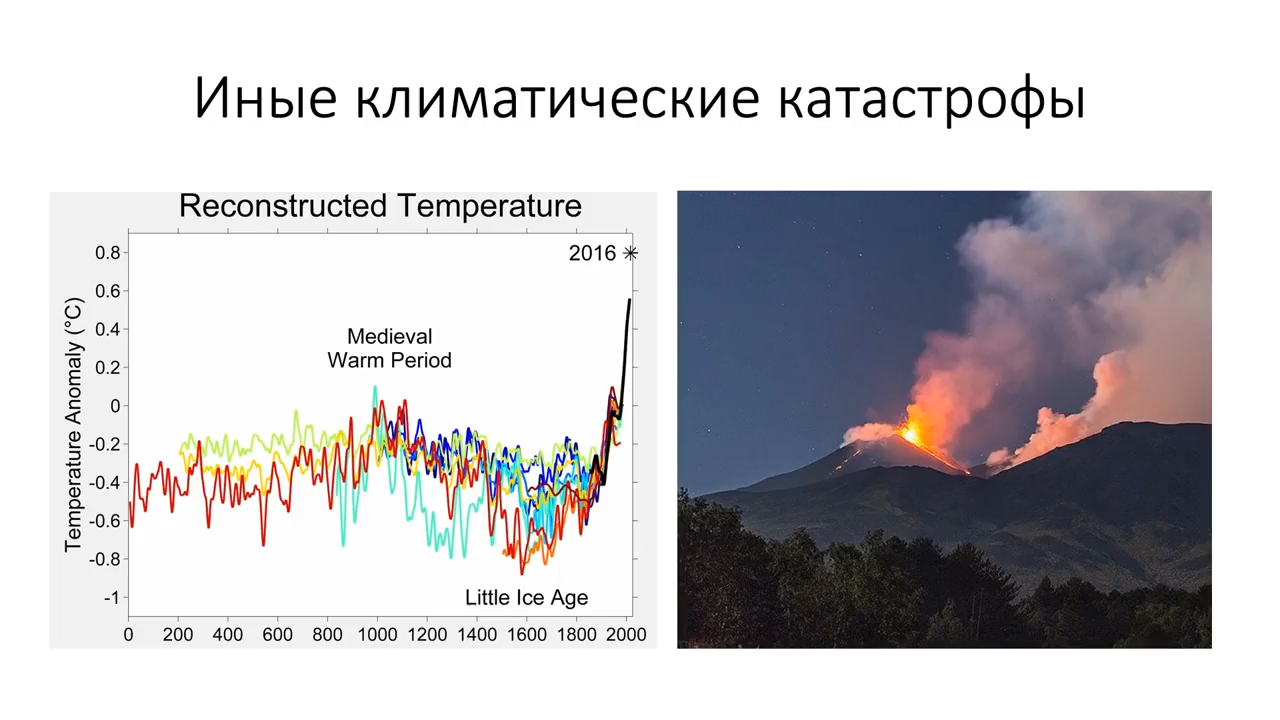 Иные климатические катастрофы
Reconstructed Temperature
Temperature Anomaly (°C)
0.8
0.6
0.4
0.2
0
-0.2
-0.4
-0.6
-0.8
-1
2016
Medieval
Warm Period
Little Ice Age
0 200 400 600 800 1000 1200 1400 1600 1800 2000